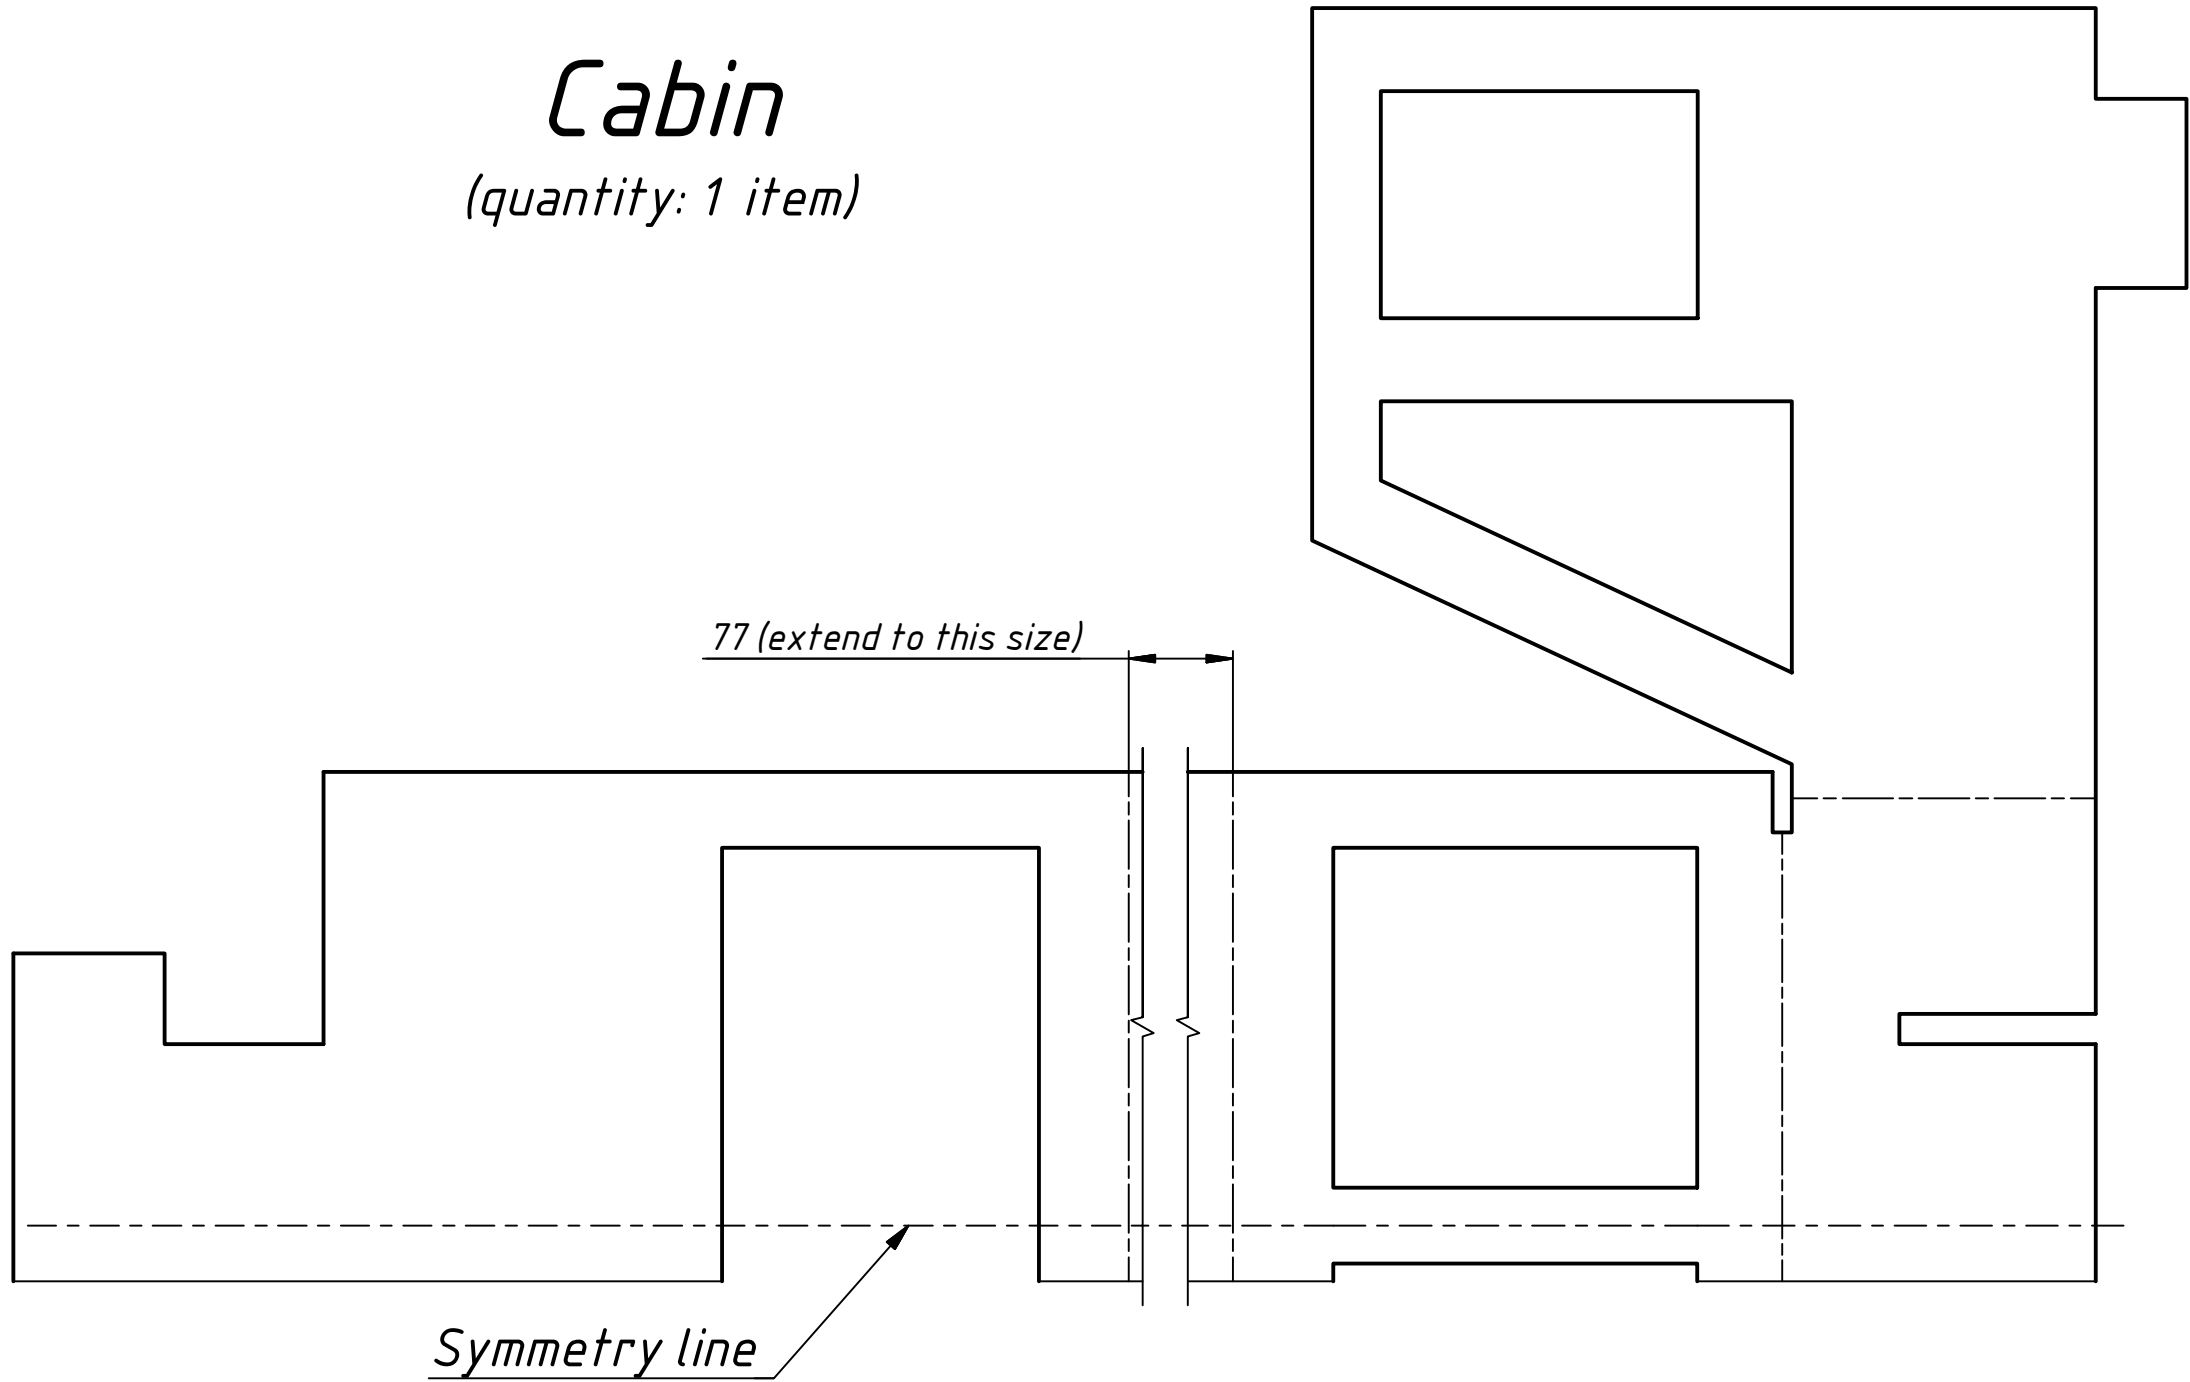 Cabin
(quantity: 1 item)
77 (extend to this size)
Symmetry line